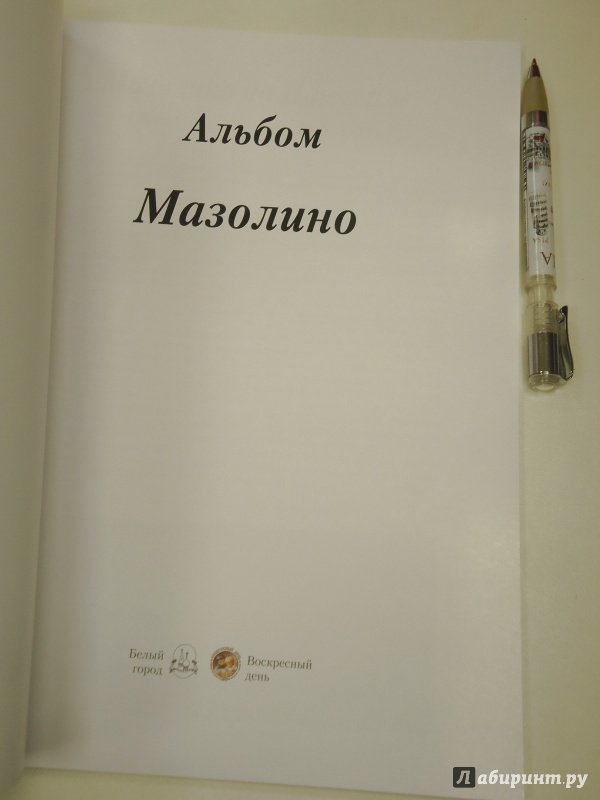 Альбом
Мазолино
Белый
город
Воскресный
день
Лабиринт.ру